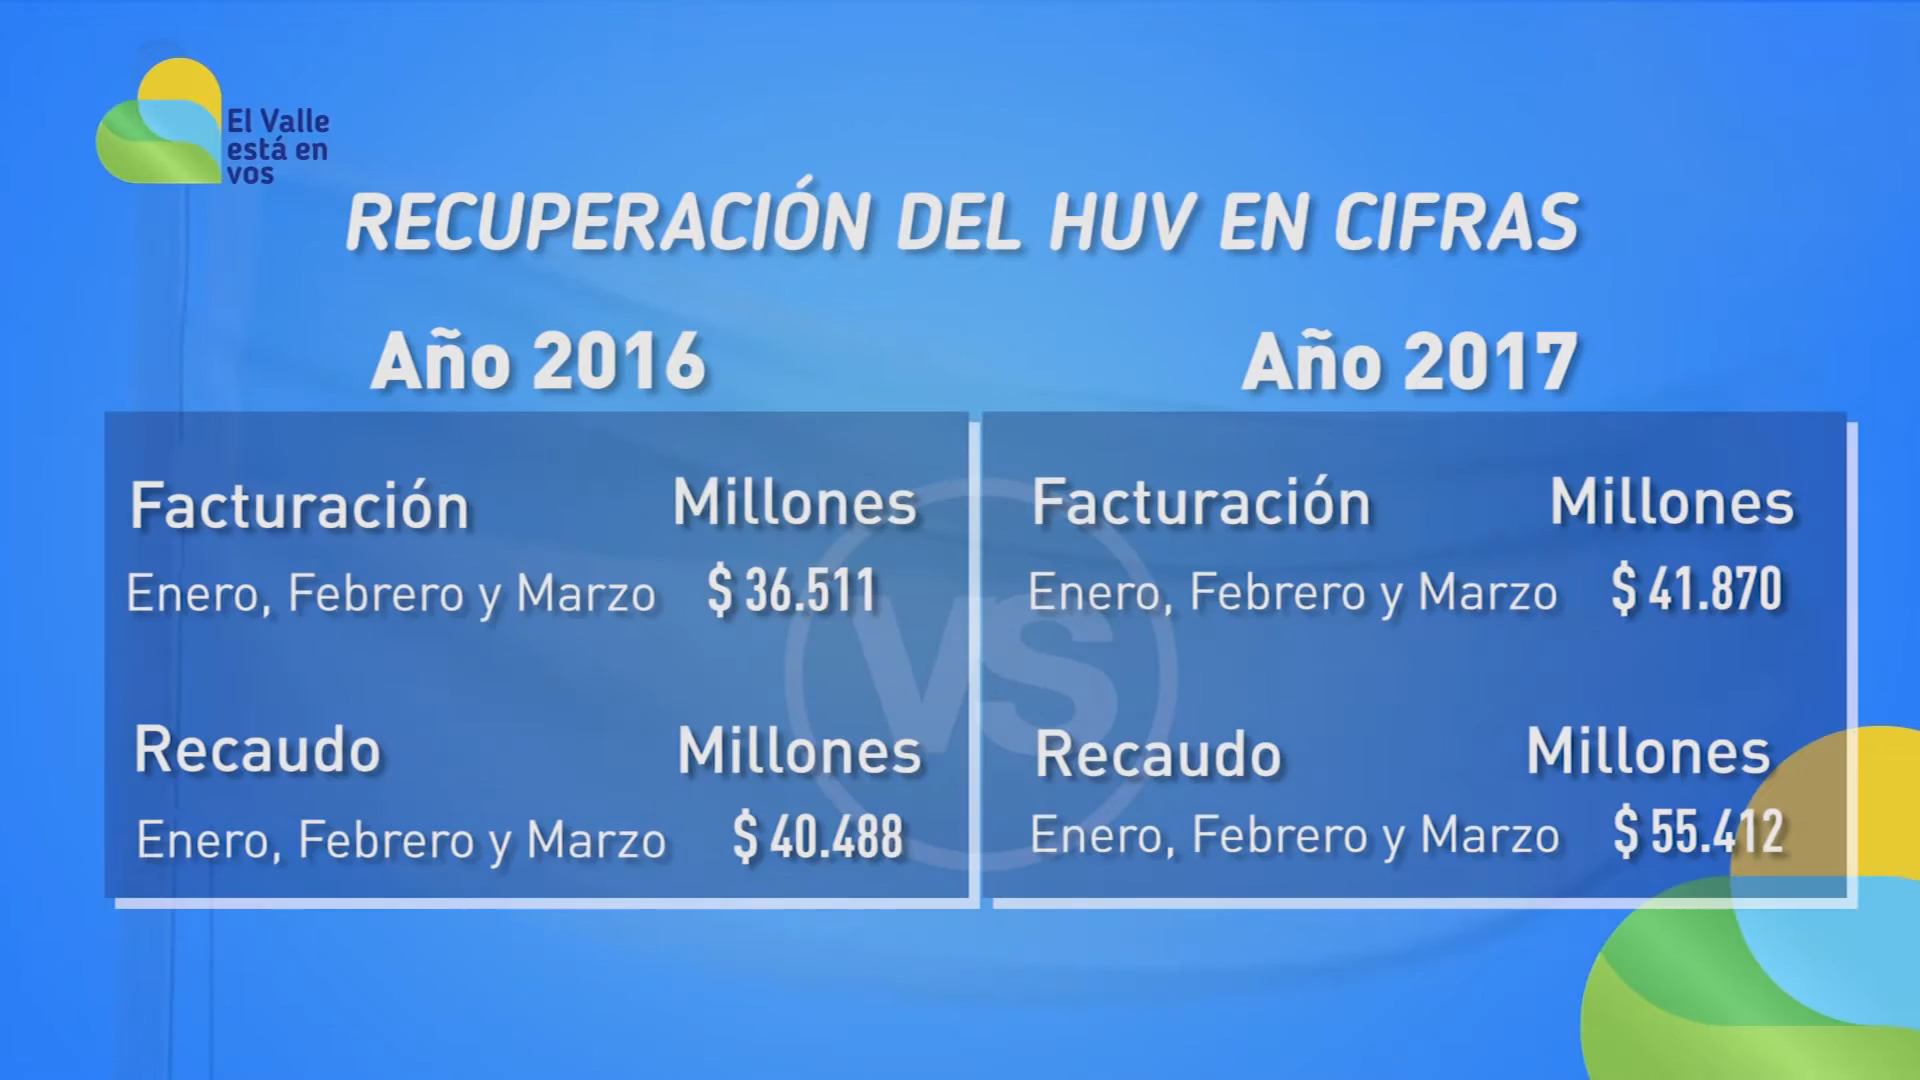 El Valle
está en
vos
RECUPERACIÓN DEL HUV EN CIFRAS
Año 2016
Facturación Millones
Enero, Febrero y Marzo $ 36.511
Recaudo Millones
Enero, Febrero y Marzo $ 40.488
VS
Año 2017
Facturación Millones
Enero, Febrero y Marzo $ 41.870
Recaudo Millones
Enero, Febrero y Marzo $ 55.412